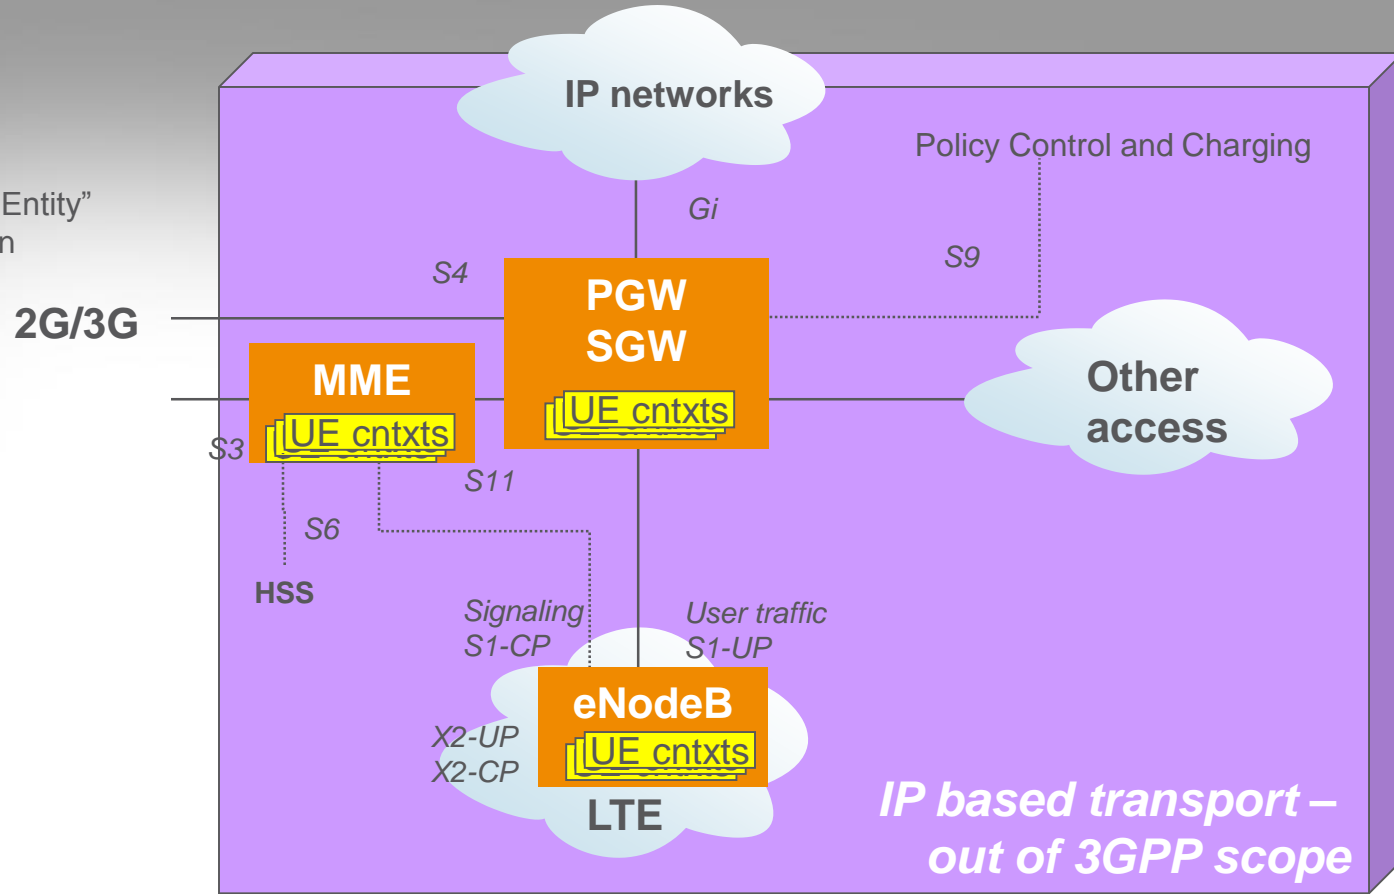 IP networks
Policy Control and Charging
Entity”
n
Gi
S9
S4
PGW
SGW
2G/3G
MME
Other
access
UE cntxts
UE cntxts
S3
S11
S6
HSS
Signaling
S1-CP
User traffic
S1-UP
eNodeB
X2-UP
X2-CP
UE cntxts
LTE
IP based transport –
out of 3GPP scope